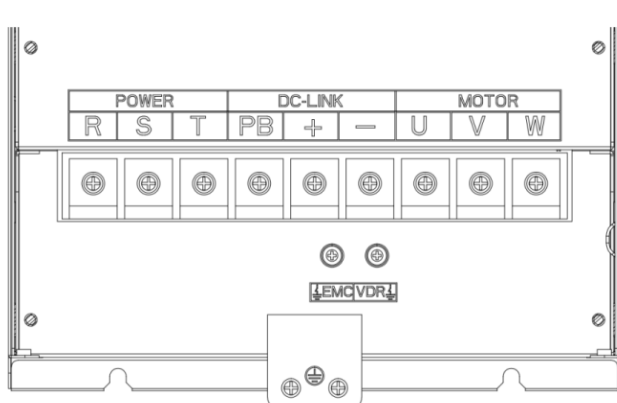 POWER DC-LINK MOTOR
R S T PB + − U V W
EMC VDR